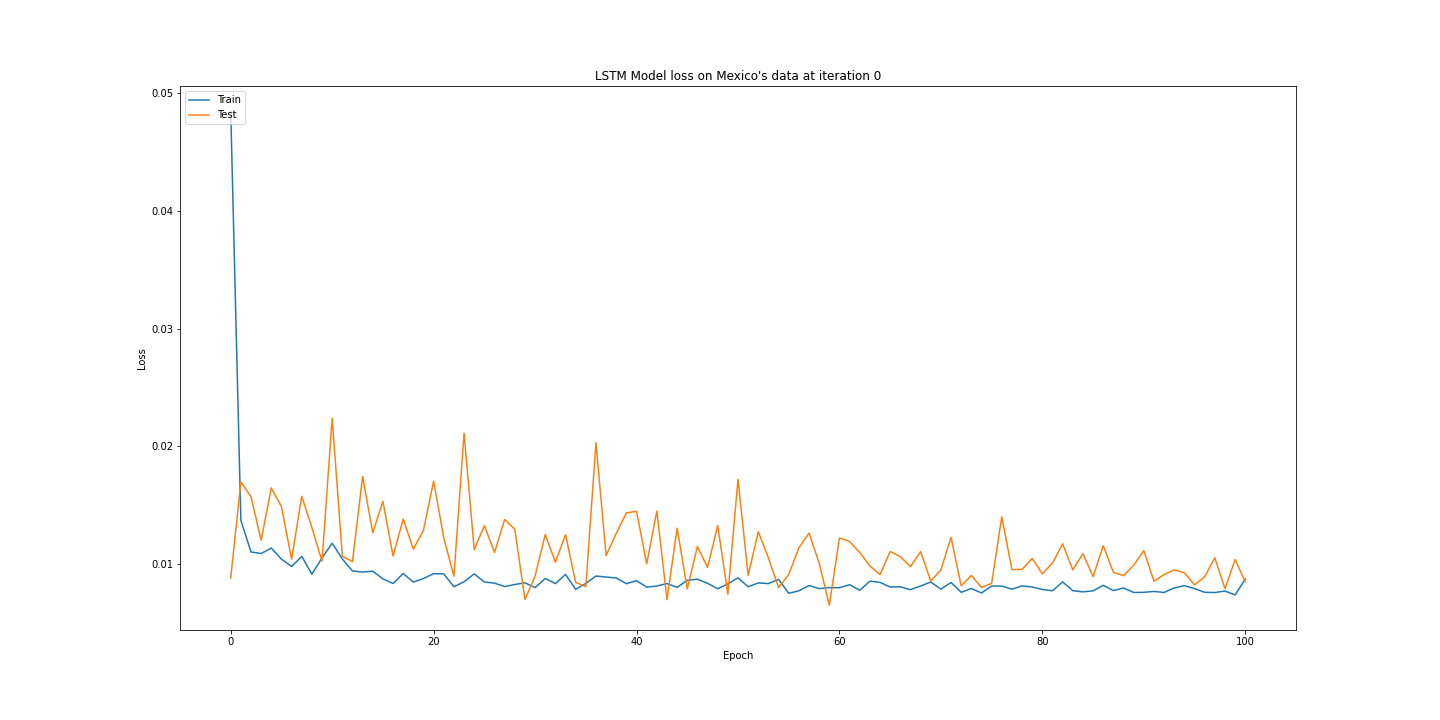 LSTM Model loss on Mexico's data at iteration 0
Train
Test
0.05
0.04
0.03
0.02
0.01
Loss
0 20 40 60 80 100
Epoch